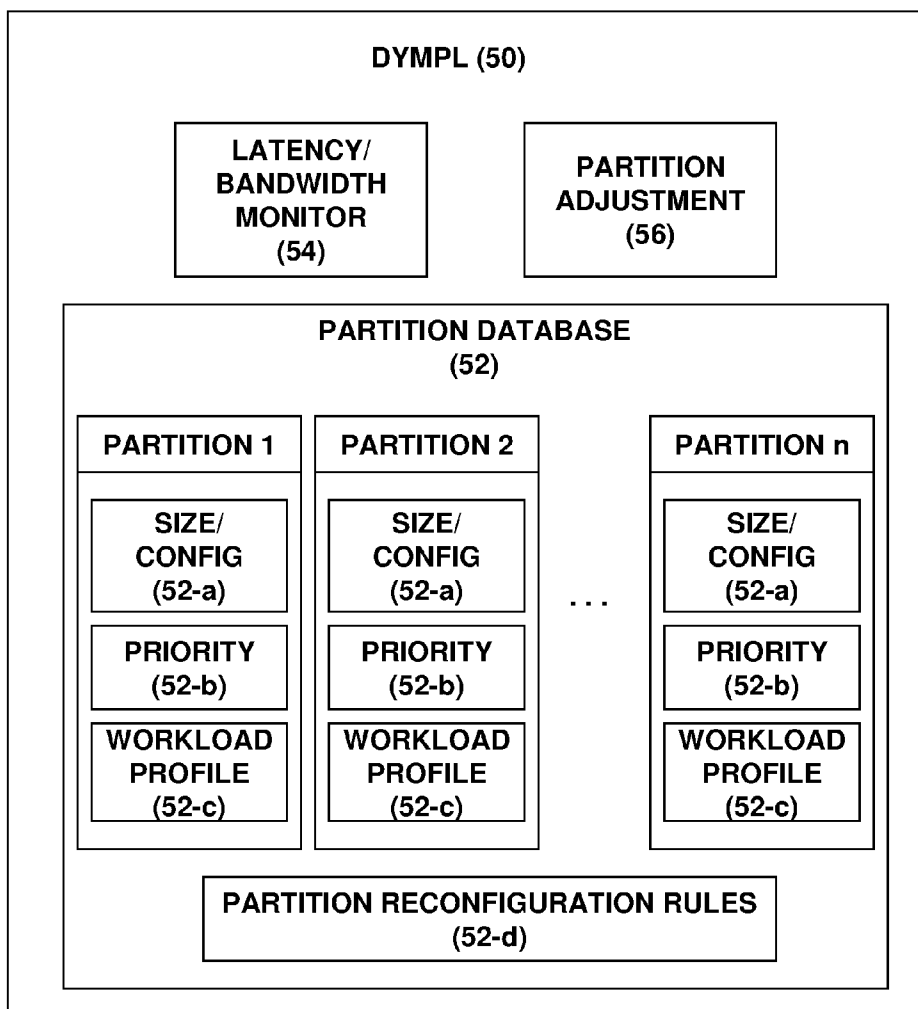 DYMPL (50)
LATENCY/
BANDWIDTH
MONITOR
(54)
PARTITION
ADJUSTMENT
(56)
PARTITION DATABASE
(52)
PARTITION 1
SIZE/
CONFIG
(52-a)
PRIORITY
(52-b)
WORKLOAD
PROFILE
(52-c)
PARTITION 2
SIZE/
CONFIG
(52-a)
PRIORITY
(52-b)
WORKLOAD
PROFILE
(52-c)
. . .
PARTITION n
SIZE/
CONFIG
(52-a)
PRIORITY
(52-b)
WORKLOAD
PROFILE
(52-c)
PARTITION RECONFIGURATION RULES
(52-d)